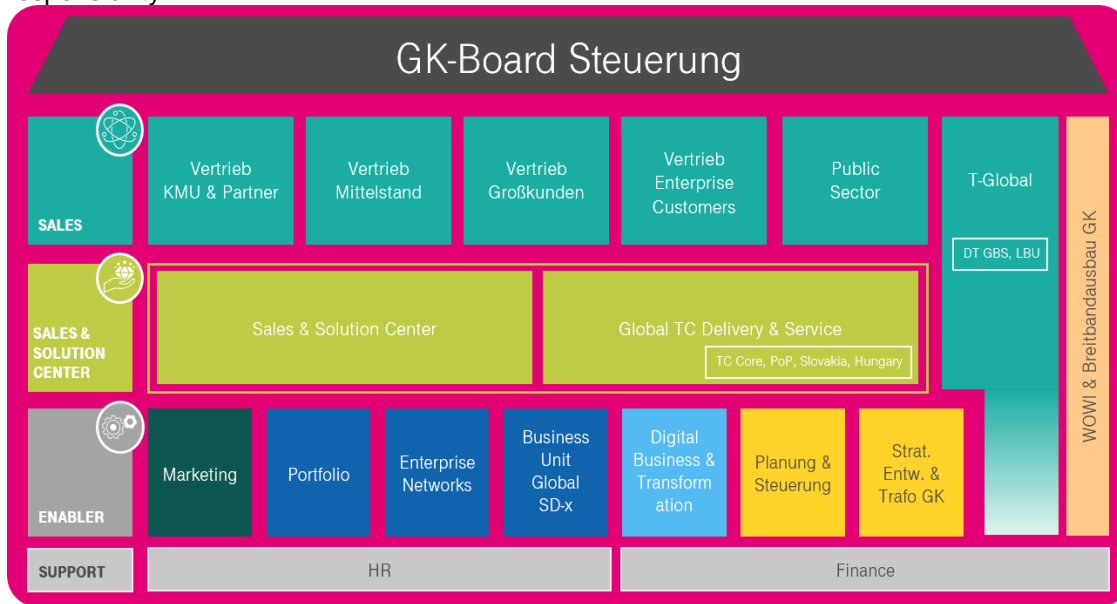 GK-Board Steuerung
SALES
Vertrieb
KMU & Partner
Vertrieb
Mittelstand
Vertrieb
Großkunden
Vertrieb
Enterprise
Customers
Public
Sector
T-Global
DT GBS, LBU
WOWI & Breitbandausbau GK
SALES &
SOLUTION
CENTER
Sales & Solution Center
Global TC Delivery & Service
TC Core, PoP, Slovakia, Hungary
ENABLER
Marketing
Portfolio
Enterprise
Networks
Business
Unit
Global
SD-x
Digital
Business &
Transform
ation
Planung &
Steuerung
Strat.
Entw. &
Trafo GK
SUPPORT
HR
Finance